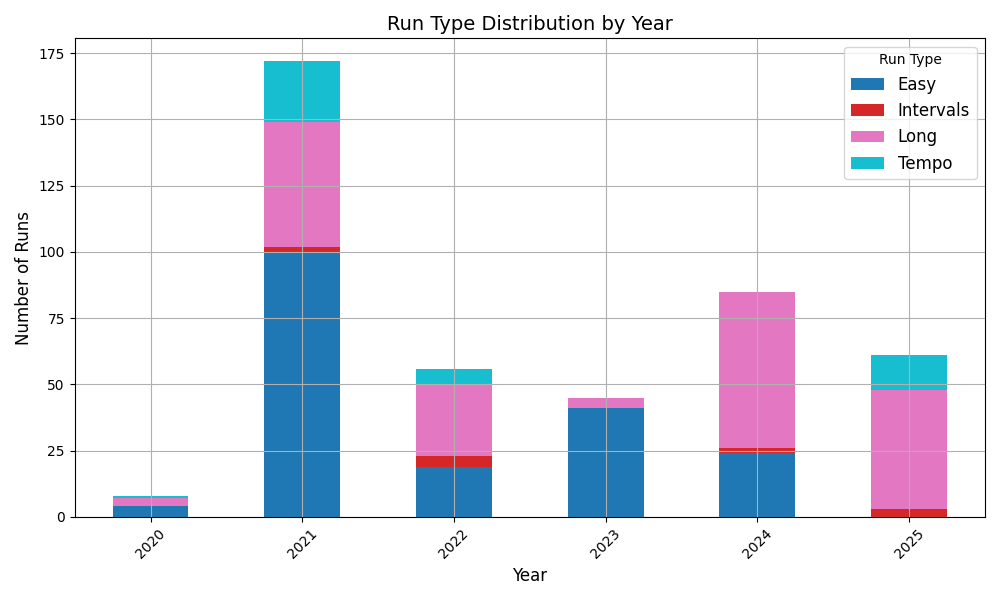 Run Type Distribution by Year
175
150
125
100
75
50
25
0
Number of Runs
Run Type
Easy
Intervals
Long
Tempo
2020
2021
2022
2023
2024
2025
Year